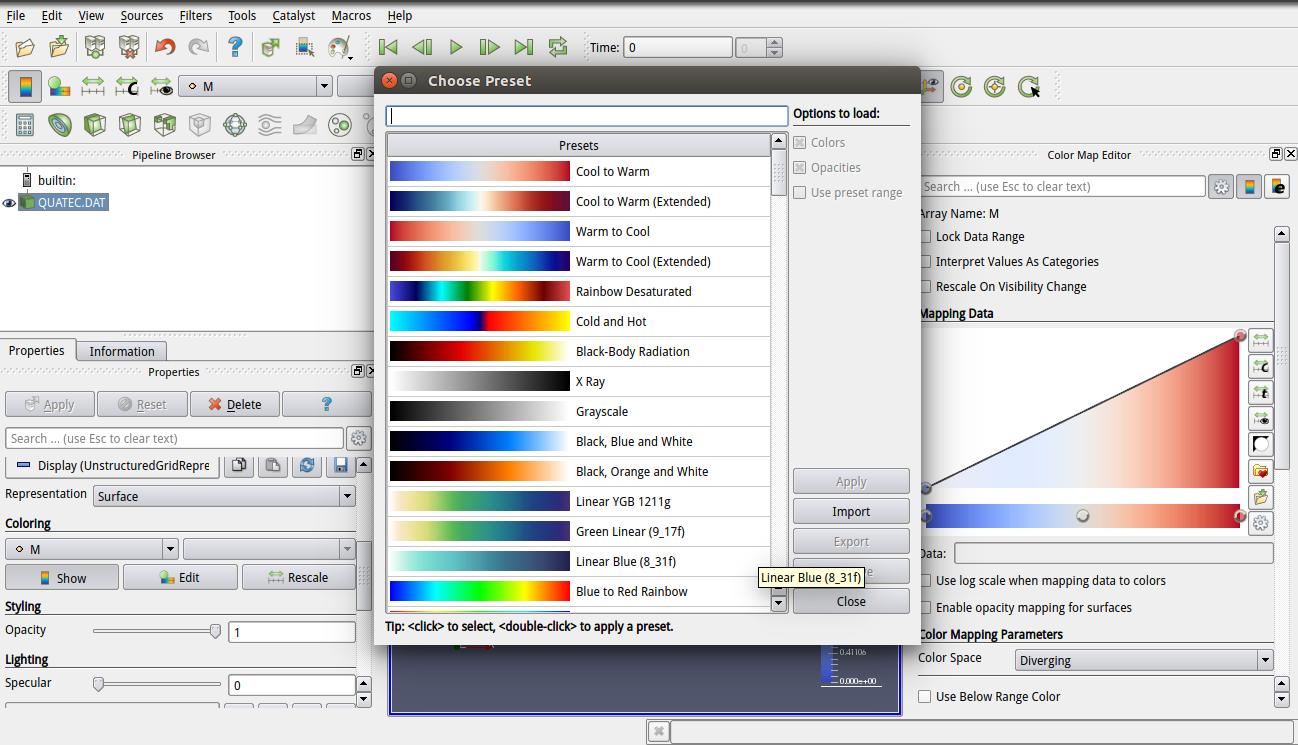 File Edit View Sources Filters Tools Catalyst Macros Help
Time: 0
0
M
Pipeline Browser
builtin:
QUATEC.DAT
Properties Information
Properties
Apply Reset Delete ?
Search ... (use Esc to clear text)
Display (UnstructuredGridRepre
Representation Surface
Coloring
M
Show Edit Rescale
Styling
Opacity 1
Lighting
Specular 0
Choose Preset
Options to load:
Presets
Cool to Warm
Cool to Warm (Extended)
Warm to Cool
Warm to Cool (Extended)
Rainbow Desaturated
Cold and Hot
Black-Body Radiation
X Ray
Grayscale
Black, Blue and White
Black, Orange and White
Linear YGB 1211g
Green Linear (9_17f)
Linear Blue (8_31f)
Blue to Red Rainbow
Colors
Opacities
Use preset range
Apply
Import
Export
Linear Blue (8_31f)
Close
Tip: <click> to select, <double-click> to apply a preset.
0.41106
0.000e+00
Color Map Editor
Search ... (use Esc to clear text)
Array Name: M
Lock Data Range
Interpret Values As Categories
Rescale On Visibility Change
Mapping Data
Data:
Use log scale when mapping data to colors
Enable opacity mapping for surfaces
Color Mapping Parameters
Color Space Diverging
Use Below Range Color